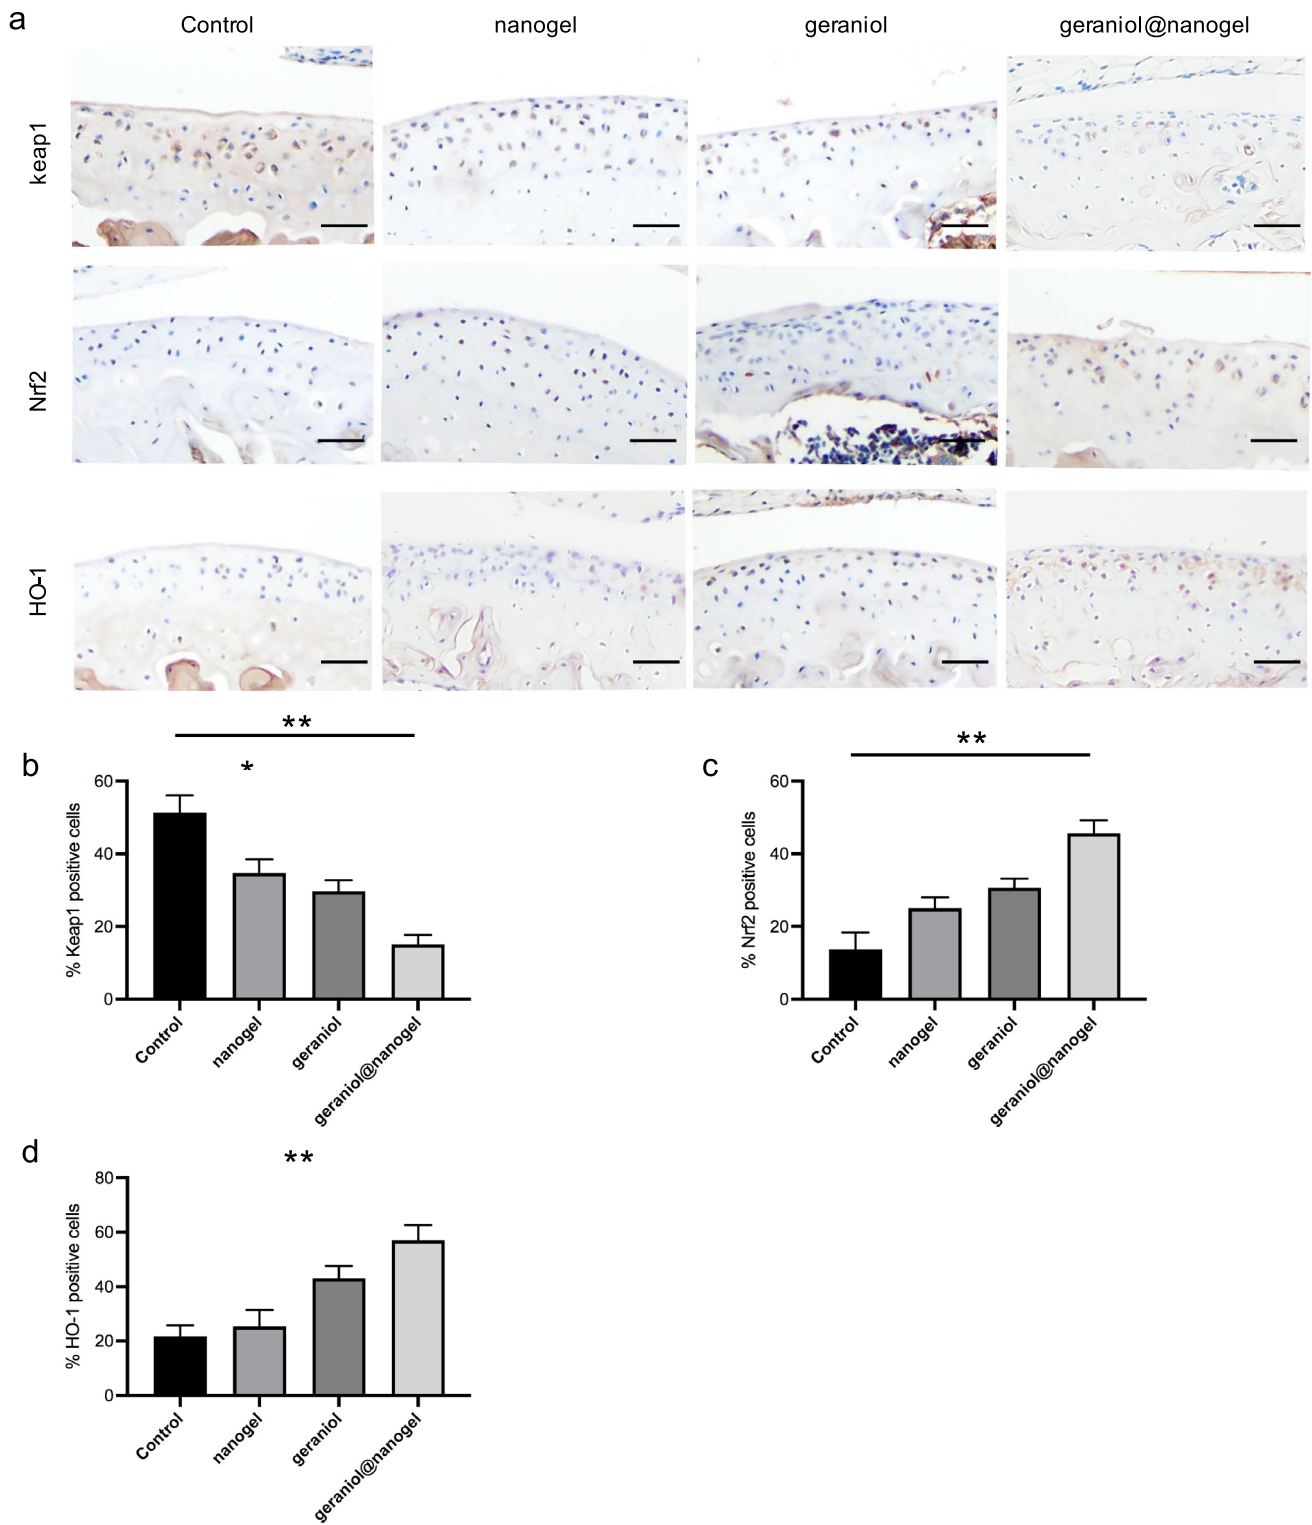 a
Control nanogel geraniol geraniol@nanogel
keap1
Nrf2
HO-1
b
**
*
% Keap1 positive cells
60
40
20
0
Control nanogel geraniol geraniol@nanogel
c
**
% Nrf2 positive cells
60
40
20
0
Control nanogel geraniol geraniol@nanogel
d
**
% HO-1 positive cells
80
60
40
20
0
Control nanogel geraniol geraniol@nanogel